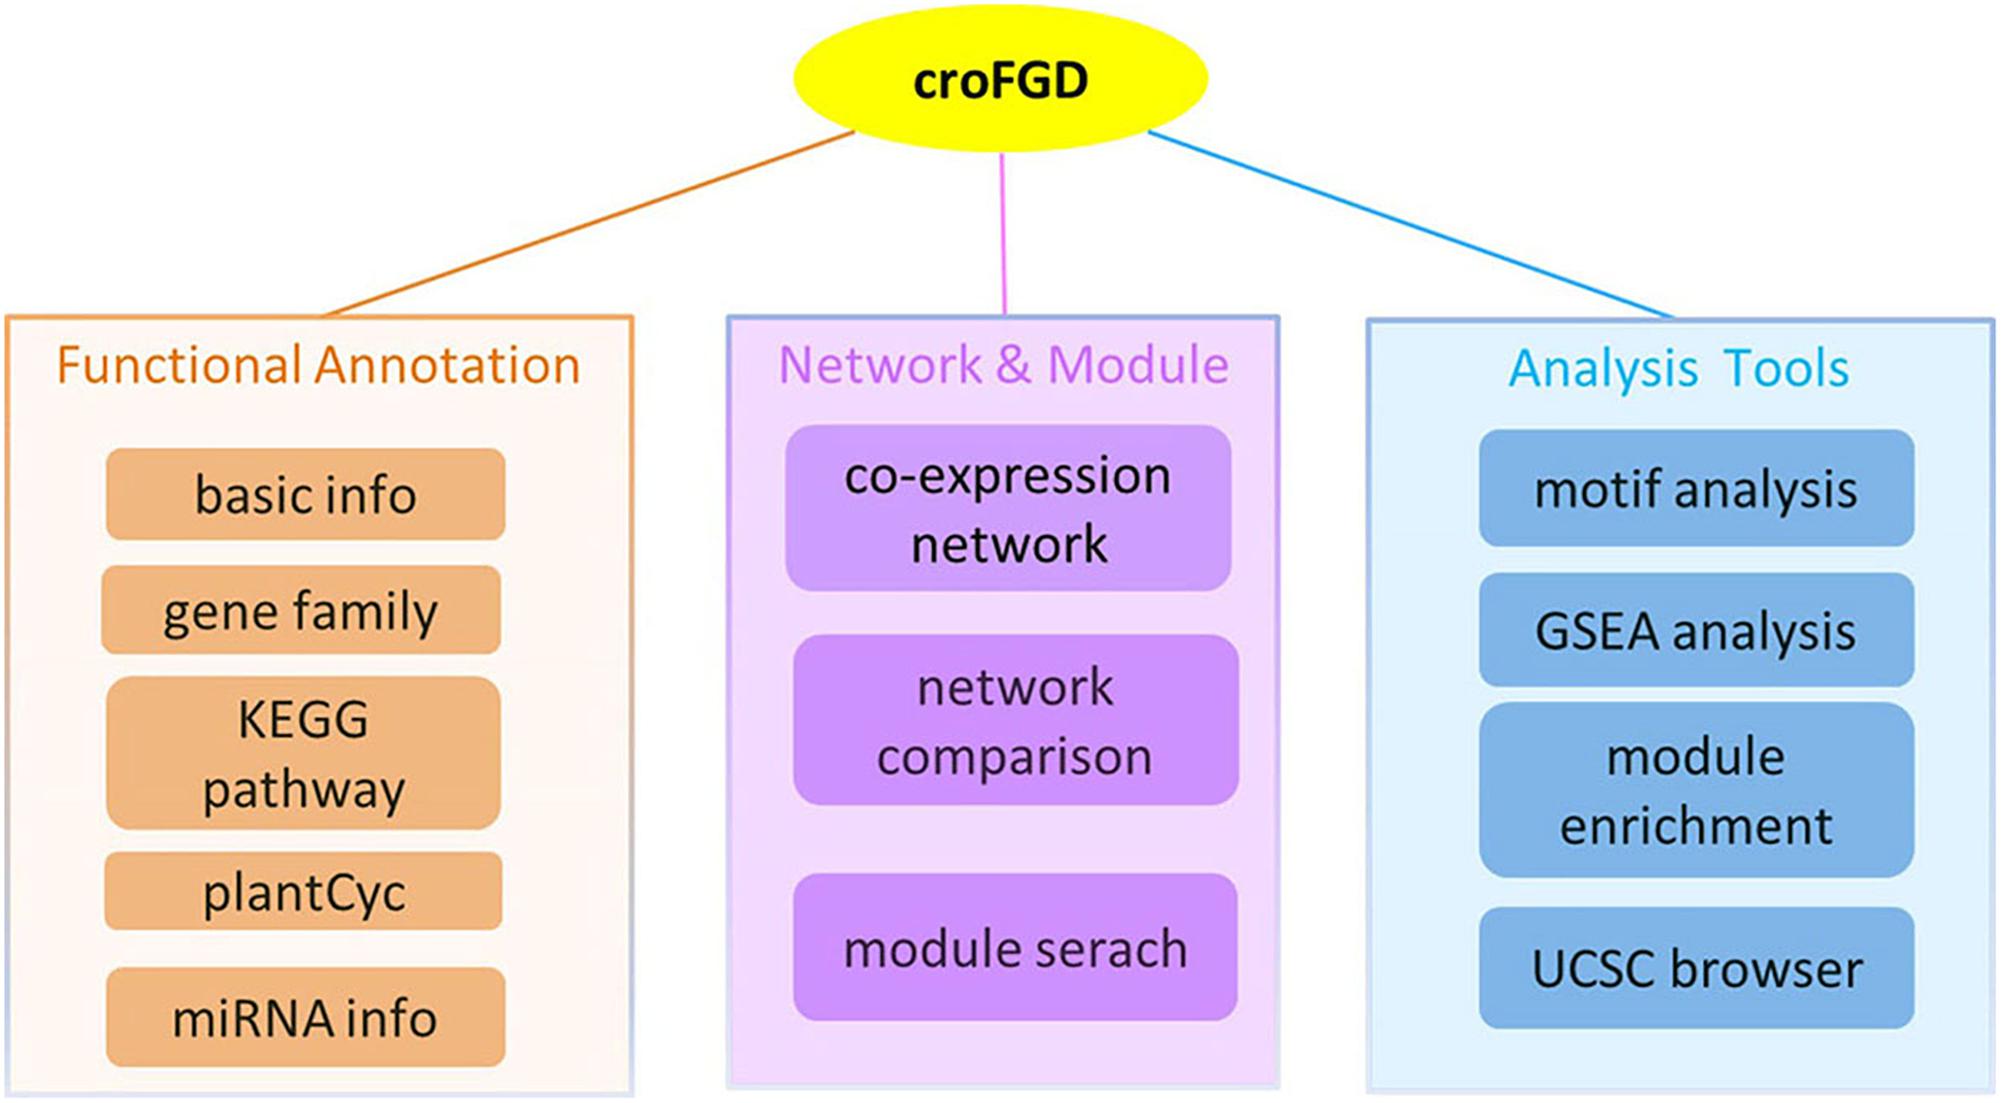 croFGD
Functional Annotation
basic info
gene family
KEGG
pathway
plantCyc
miRNA info
Network & Module
co-expression
network
network
comparison
module serach
Analysis Tools
motif analysis
GSEA analysis
module
enrichment
UCSC browser